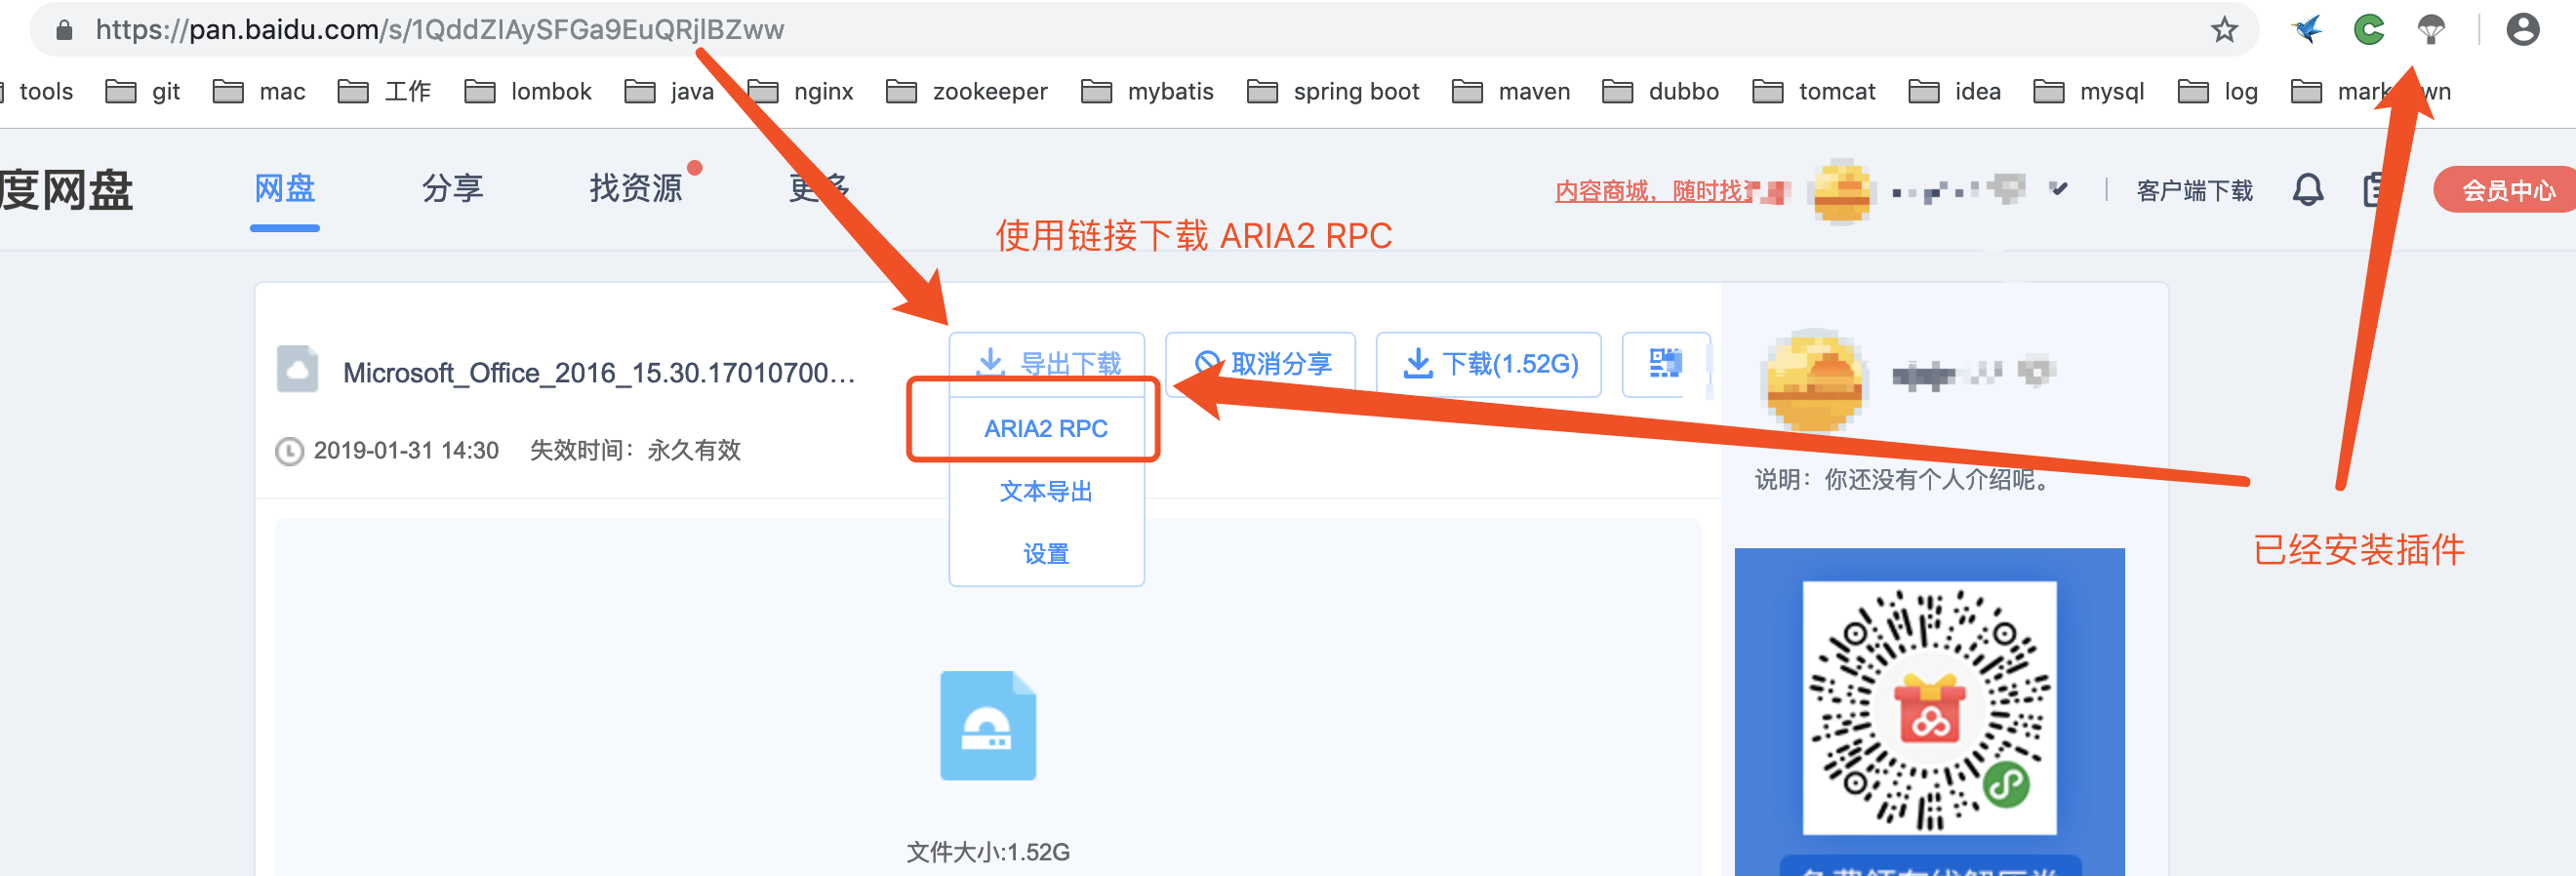 https://pan.baidu.com/s/1QddZIAySFGa9EuQRjlBZww
tools git mac 工作 lombok java nginx zookeeper mybatis spring boot maven dubbo tomcat idea mysql log
度网盘 网盘 分享 找资源 更多 内容商城，随时找 客户端下载 会员中心
使用链接下载 ARIA2 RPC
Microsoft_Office_2016_15.30.17010700... 导出下载 取消分享 下载(1.52G)
ARIA2 RPC
2019-01-31 14:30 失效时间：永久有效
文本导出
说明：你还没有个人介绍呢。
设置
已经安装插件
文件大小:1.52G